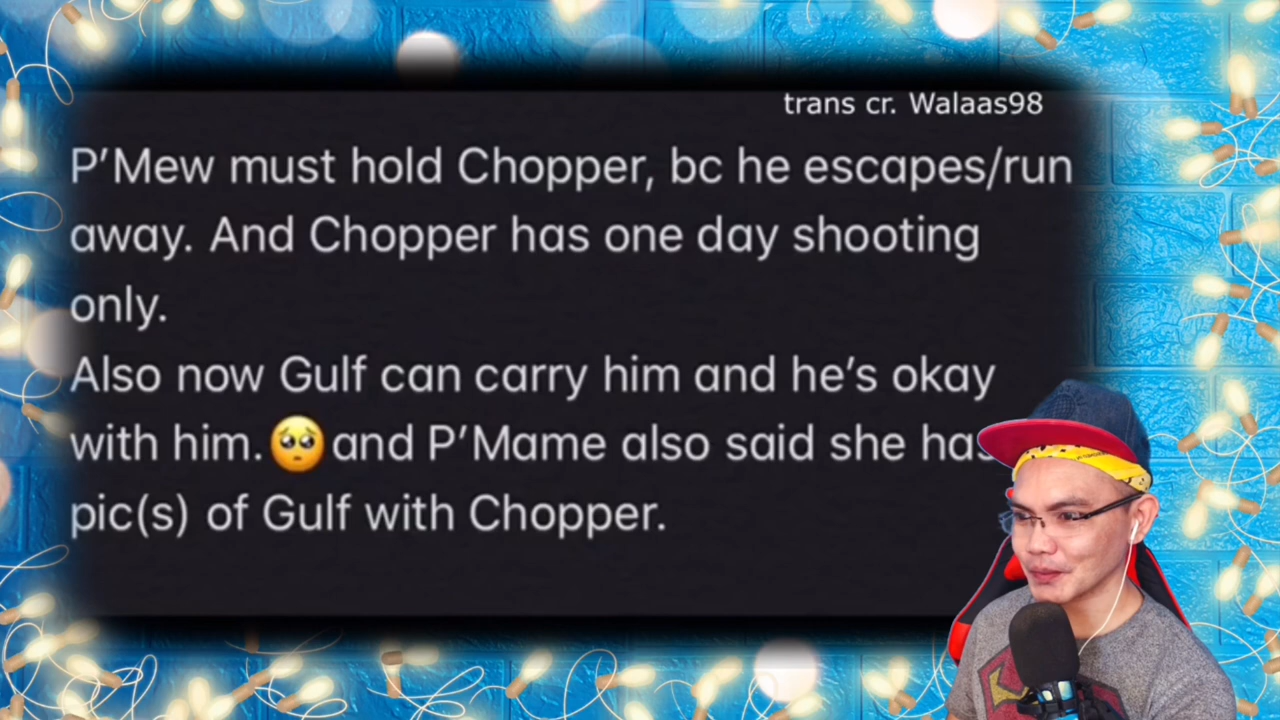 trans cr. Walaas98
P’Mew must hold Chopper, bc he escapes/run
away. And Chopper has one day shooting
only.
Also now Gulf can carry him and he’s okay
with him.🥺and P’Mame also said she has
pic(s) of Gulf with Chopper.